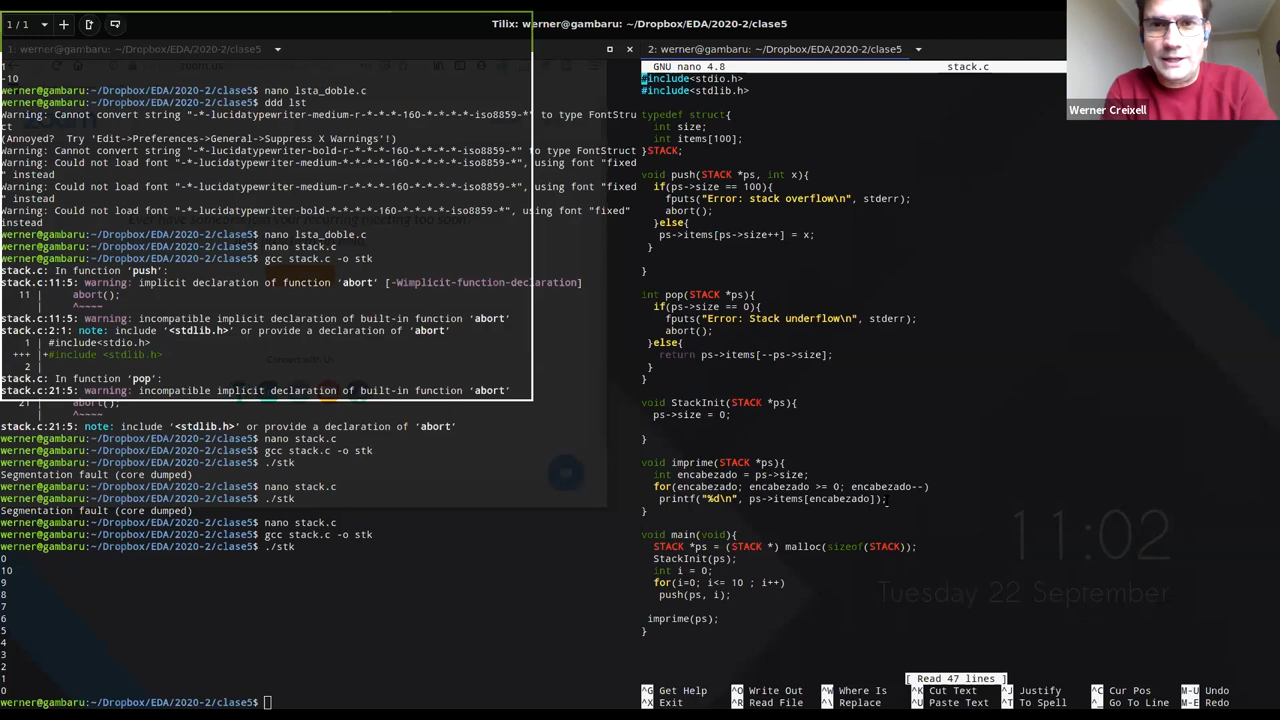 1 / 1
Tilix: werner@gambaru: ~/Dropbox/EDA/2020-2/clase5
1: werner@gambaru: ~/Dropbox/EDA/2020-2/clase5
1
-10
werner@gambaru:~/Dropbox/EDA/2020-2/clase5$ nano lsta_doble.c
werner@gambaru:~/Dropbox/EDA/2020-2/clase5$ ddd lst
Warning: Cannot convert string "-*-lucidatypewriter-medium-r-*-*-*-160-*-*-*-*-iso8859-*" to type FontStru
ct
(Annoyed?  Try 'Edit->Preferences->General->Suppress X Warnings'!)
Warning: Cannot convert string "-*-lucidatypewriter-bold-*-*-*-*-160-*-*-*-*-iso8859-*" to type FontStruct
Warning: Could not load font "-*-lucidatypewriter-medium-r-*-*-*-160-*-*-*-*-iso8859-*", using font "fixed
" instead
Warning: Could not load font "-*-lucidatypewriter-medium-r-*-*-*-160-*-*-*-*-iso8859-*", using font "fixed
" instead
Warning: Could not load font "-*-lucidatypewriter-bold-*-*-*-*-160-*-*-*-*-iso8859-*", using font "fixed"
instead
werner@gambaru:~/Dropbox/EDA/2020-2/clase5$ nano lsta_doble.c
werner@gambaru:~/Dropbox/EDA/2020-2/clase5$ nano stack.c
werner@gambaru:~/Dropbox/EDA/2020-2/clase5$ gcc stack.c -o stk
stack.c: In function ‘push’:
stack.c:11:5: warning: implicit declaration of function ‘abort’ [-Wimplicit-function-declaration]
11 |     abort();
^~~~~
stack.c:11:5: warning: incompatible implicit declaration of built-in function ‘abort’
stack.c:2:1: note: include ‘<stdlib.h>’ or provide a declaration of ‘abort’
1 | #include<stdio.h>
+++ |+#include <stdlib.h>
2 |
stack.c: In function ‘pop’:
stack.c:21:5: warning: incompatible implicit declaration of built-in function ‘abort’
21 |     abort();
^~~~~
stack.c:21:5: note: include ‘<stdlib.h>’ or provide a declaration of ‘abort’
werner@gambaru:~/Dropbox/EDA/2020-2/clase5$ nano stack.c
werner@gambaru:~/Dropbox/EDA/2020-2/clase5$ gcc stack.c -o stk
werner@gambaru:~/Dropbox/EDA/2020-2/clase5$ ./stk
Segmentation fault (core dumped)
werner@gambaru:~/Dropbox/EDA/2020-2/clase5$ nano stack.c
werner@gambaru:~/Dropbox/EDA/2020-2/clase5$ ./stk
Segmentation fault (core dumped)
werner@gambaru:~/Dropbox/EDA/2020-2/clase5$ nano stack.c
werner@gambaru:~/Dropbox/EDA/2020-2/clase5$ gcc stack.c -o stk
werner@gambaru:~/Dropbox/EDA/2020-2/clase5$ ./stk
0
10
9
8
7
6
5
4
3
2
1
0
werner@gambaru:~/Dropbox/EDA/2020-2/clase5$
2: werner@gambaru: ~/Dropbox/EDA/2020-2/clase5
GNU nano 4.8 stack.c
#include<stdio.h>
#include<stdlib.h>
typedef struct{
int size;
int items[100];
}STACK;
void push(STACK *ps, int x){
if(ps->size == 100){
fputs("Error: stack overflow\n", stderr);
abort();
}else{
ps->items[ps->size++] = x;
}
}
int pop(STACK *ps){
if(ps->size == 0){
fputs("Error: Stack underflow\n", stderr);
abort();
}else{
return ps->items[--ps->size];
}
}
void StackInit(STACK *ps){
ps->size = 0;
}
void imprime(STACK *ps){
int encabezado = ps->size;
for(encabezado; encabezado >= 0; encabezado--)
printf("%d\n", ps->items[encabezado]);
}
void main(void){
STACK *ps = (STACK *) malloc(sizeof(STACK));
StackInit(ps);
int i = 0;
for(i=0; i<= 10 ; i++)
push(ps, i);
imprime(ps);
}
[ Read 47 lines ]
^G Get Help ^O Write Out ^W Where Is ^K Cut Text ^J Justify ^C Cur Pos M-U Undo
^X Exit ^R Read File ^\ Replace ^U Paste Text ^T To Spell ^_ Go To Line M-E Redo
Werner Creixell
11:02
Tuesday 22 September